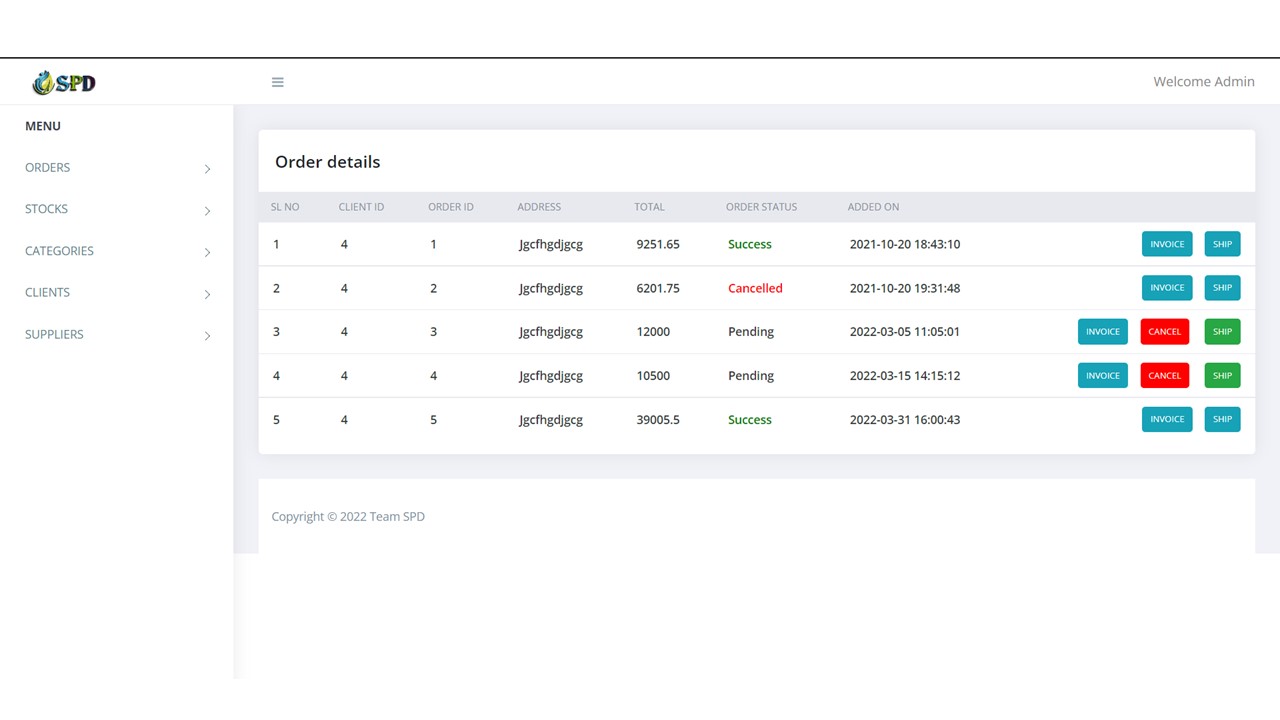 SPD
Welcome Admin
MENU
ORDERS
STOCKS
CATEGORIES
CLIENTS
SUPPLIERS
Order details
SL NO CLIENT ID ORDER ID ADDRESS TOTAL ORDER STATUS ADDED ON
1 4 1 Jgcfhgdjgcg 9251.65 Success 2021-10-20 18:43:10 INVOICE SHIP
2 4 2 Jgcfhgdjgcg 6201.75 Cancelled 2021-10-20 19:31:48 INVOICE SHIP
3 4 3 Jgcfhgdjgcg 12000 Pending 2022-03-05 11:05:01 INVOICE CANCEL SHIP
4 4 4 Jgcfhgdjgcg 10500 Pending 2022-03-15 14:15:12 INVOICE CANCEL SHIP
5 4 5 Jgcfhgdjgcg 39005.5 Success 2022-03-31 16:00:43 INVOICE SHIP
Copyright © 2022 Team SPD